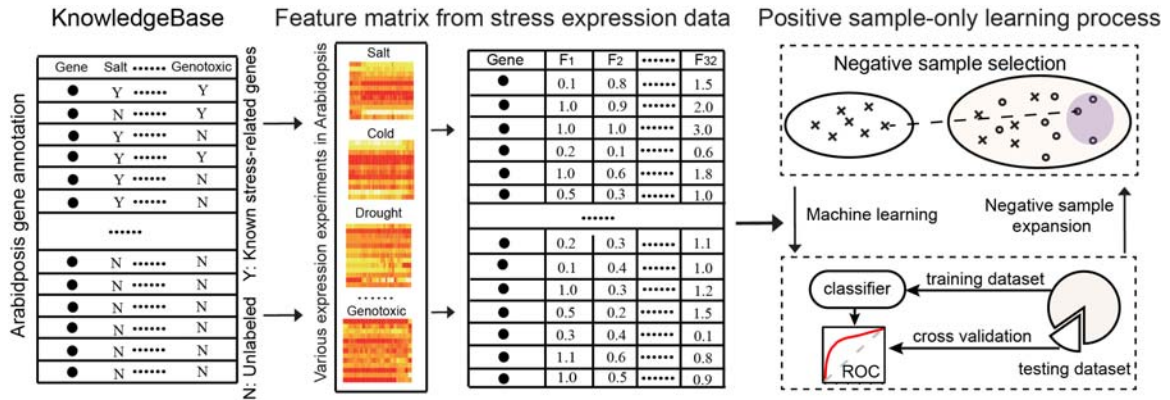 KnowledgeBase
Arabidposis gene annotation
Gene Salt •••••• Genotoxic
Y •••••• Y
N •••••• Y
Y •••••• N
Y •••••• Y
Y •••••• N
Y •••••• N
••••••
N •••••• N
N •••••• N
N •••••• N
N •••••• N
N •••••• N
N •••••• N
N: Unlabeled Y: Known stress-related genes
Feature matrix from stress expression data
Various expression experiments in Arabidopsis
Salt
Cold
Drought
••••••
Genotoxic
Gene F1 F2 •••••• F32
0.1 0.8 •••••• 1.5
1.0 0.9 •••••• 2.0
1.0 1.0 •••••• 3.0
0.2 0.1 •••••• 0.6
1.0 0.6 •••••• 1.8
0.5 0.3 •••••• 1.0
••••••
0.2 0.3 •••••• 1.1
0.1 0.4 •••••• 1.0
1.0 0.3 •••••• 1.2
0.5 0.2 •••••• 1.5
0.3 0.4 •••••• 0.1
1.1 0.6 •••••• 0.8
1.0 0.5 •••••• 0.9
Positive sample-only learning process
Negative sample selection
Machine learning
Negative sample
expansion
classifier
training dataset
cross validation
ROC
testing dataset